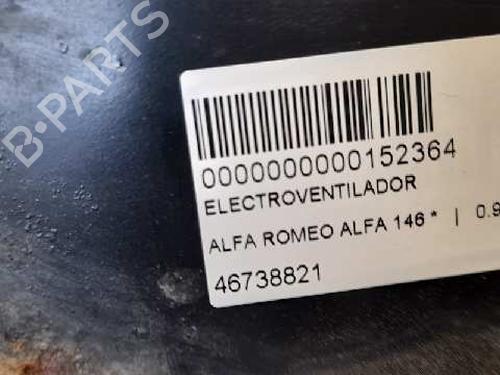 B-PARTS
0000000000152364
ELECTROVENTILADOR
ALFA ROMEO ALFA 146 * | 0.9
46738821